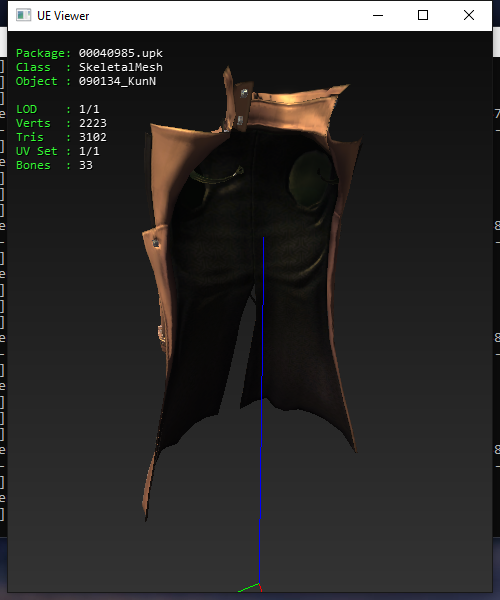 UE Viewer
Package: 00040985.upk
Class : SkeletalMesh
Object : 090134_KunN
LOD : 1/1
Verts : 2223
Tris : 3102
UV Set : 1/1
Bones : 33